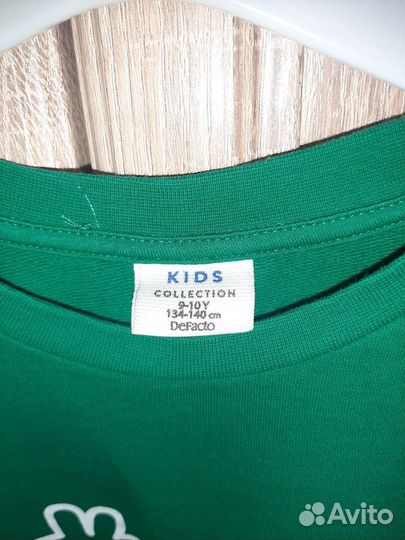 KIDS
COLLECTION
9-10Y
134-140 cm
DeFacto
Avito